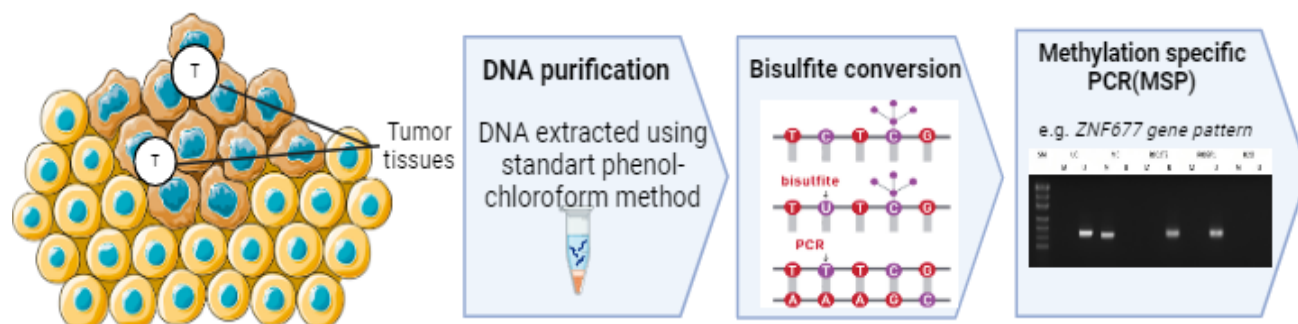 T
T
Tumor
tissues
DNA purification
DNA extracted using
standart phenol-
chloroform method
Bisulfite conversion
T C T C G
bisulfite
T U T C G
PCR
T T T C G
A A A G C
Methylation specific
PCR(MSP)
e.g. ZNF677 gene pattern